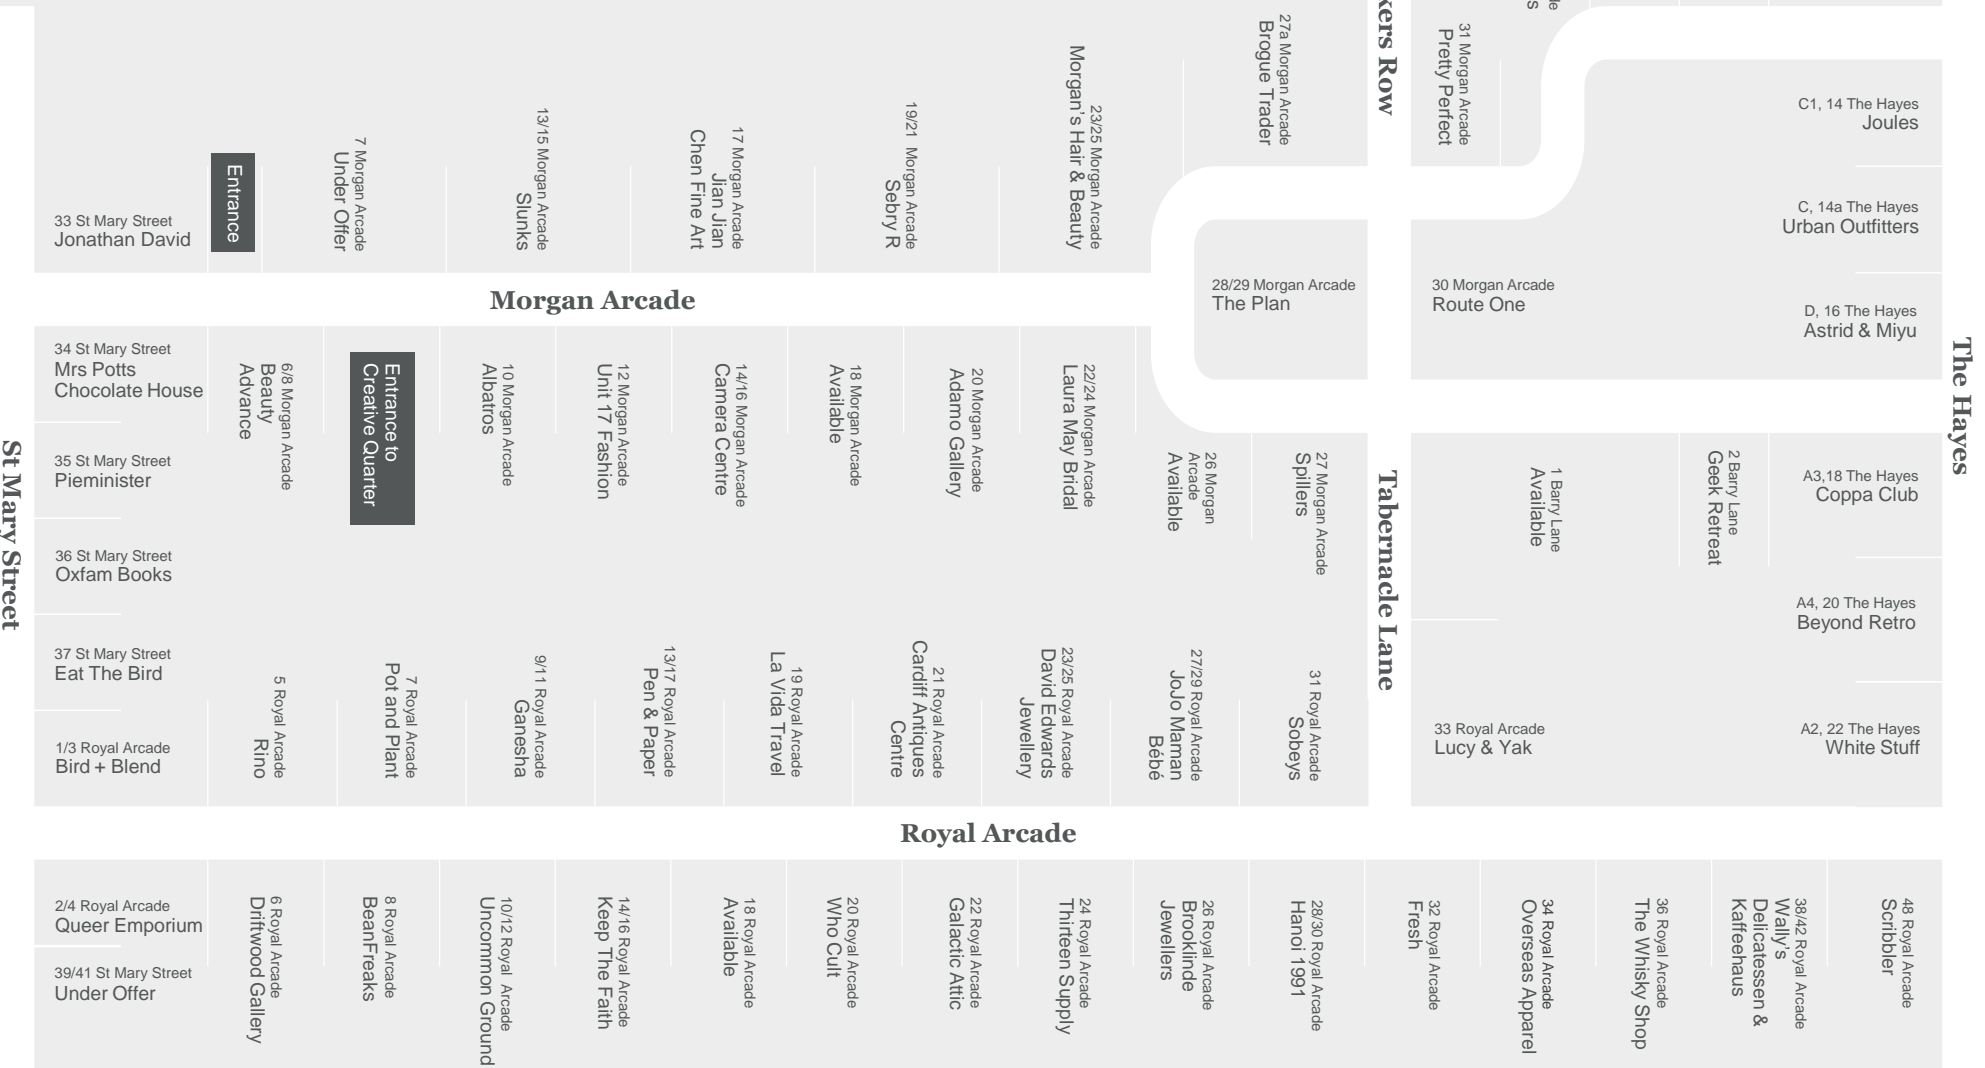 kers Row
27a Morgan Arcade
Brogue Trader
31 Morgan Arcade
Pretty Perfect
C1, 14 The Hayes
Joules
33 St Mary Street
Jonathan David
Entrance
7 Morgan Arcade
Under Offer
13/15 Morgan Arcade
Slunks
17 Morgan Arcade
Jian Jian
Chen Fine Art
19/21 Morgan Arcade
Sebry R
23/25 Morgan Arcade
Morgan's Hair & Beauty
C, 14a The Hayes
Urban Outfitters
Morgan Arcade
28/29 Morgan Arcade
The Plan
30 Morgan Arcade
Route One
D, 16 The Hayes
Astrid & Miyu
The Hayes
St Mary Street
34 St Mary Street
Mrs Potts
Chocolate House
6/8 Morgan Arcade
Beauty
Advance
Entrance to
Creative Quarter
10 Morgan Arcade
Albatros
12 Morgan Arcade
Unit 17 Fashion
14/16 Morgan Arcade
Camera Centre
18 Morgan Arcade
Available
20 Morgan Arcade
Adamo Gallery
22/24 Morgan Arcade
Laura May Bridal
26 Morgan
Arcade
Available
27 Morgan Arcade
Spillers
Tabernacle Lane
1 Barry Lane
Available
2 Barry Lane
Geek Retreat
A3,18 The Hayes
Coppa Club
35 St Mary Street
Pieminister
36 St Mary Street
Oxfam Books
A4, 20 The Hayes
Beyond Retro
37 St Mary Street
Eat The Bird
1/3 Royal Arcade
Bird + Blend
5 Royal Arcade
Rino
7 Royal Arcade
Pot and Plant
9/11 Royal Arcade
Ganesha
13/17 Royal Arcade
Pen & Paper
19 Royal Arcade
La Vida Travel
21 Royal Arcade
Cardiff Antiques
Centre
23/25 Royal Arcade
David Edwards
Jewellery
27/29 Royal Arcade
JoJo Maman
Bébé
31 Royal Arcade
Sobeys
33 Royal Arcade
Lucy & Yak
A2, 22 The Hayes
White Stuff
Royal Arcade
2/4 Royal Arcade
Queer Emporium
39/41 St Mary Street
Under Offer
6 Royal Arcade
Driftwood Gallery
8 Royal Arcade
BeanFreaks
10/12 Royal Arcade
Uncommon Ground
14/16 Royal Arcade
Keep The Faith
18 Royal Arcade
Available
20 Royal Arcade
Who Cult
22 Royal Arcade
Galactic Attic
24 Royal Arcade
Thirteen Supply
26 Royal Arcade
Brooklinde
Jewellers
28/30 Royal Arcade
Hanoi 1991
32 Royal Arcade
Fresh
34 Royal Arcade
Overseas Apparel
36 Royal Arcade
The Whisky Shop
38/42 Royal Arcade
Wally's
Delicatessen &
Kaffeehaus
48 Royal Arcade
Scribbler